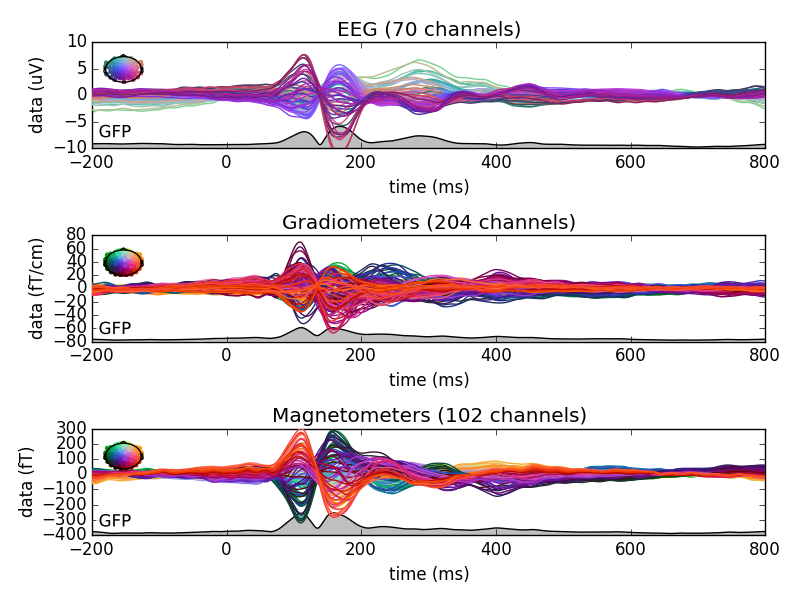 EEG (70 channels)
data (uV)
10
5
0
−5
−10
GFP
−200 0 200 400 600 800
time (ms)
Gradiometers (204 channels)
data (fT/cm)
80
60
40
20
0
−20
−40
−60
−80
GFP
−200 0 200 400 600 800
time (ms)
Magnetometers (102 channels)
data (fT)
300
200
100
0
−100
−200
−300
−400
GFP
−200 0 200 400 600 800
time (ms)